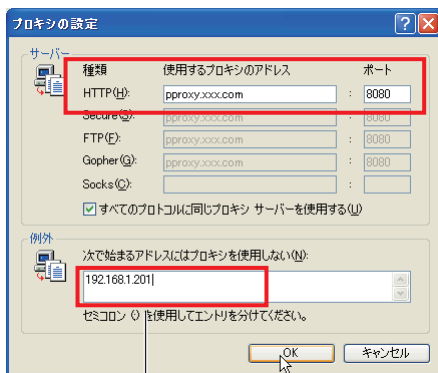 プロキシの設定
サーバー
種類 使用するプロキシのアドレス ポート
HTTP(H): pproxy.xxx.com : 8080
Secure(S): pproxy.xxx.com : 8080
FTP(F): pproxy.xxx.com : 8080
Gopher(G): pproxy.xxx.com : 8080
Socks(C): :
すべてのプロトコルに同じプロキシ サーバーを使用する(U)
例外
次で始まるアドレスにはプロキシを使用しない(N):
192.168.1.201
セミコロン (;) を使用してエントリを分けてください。
OK キャンセル